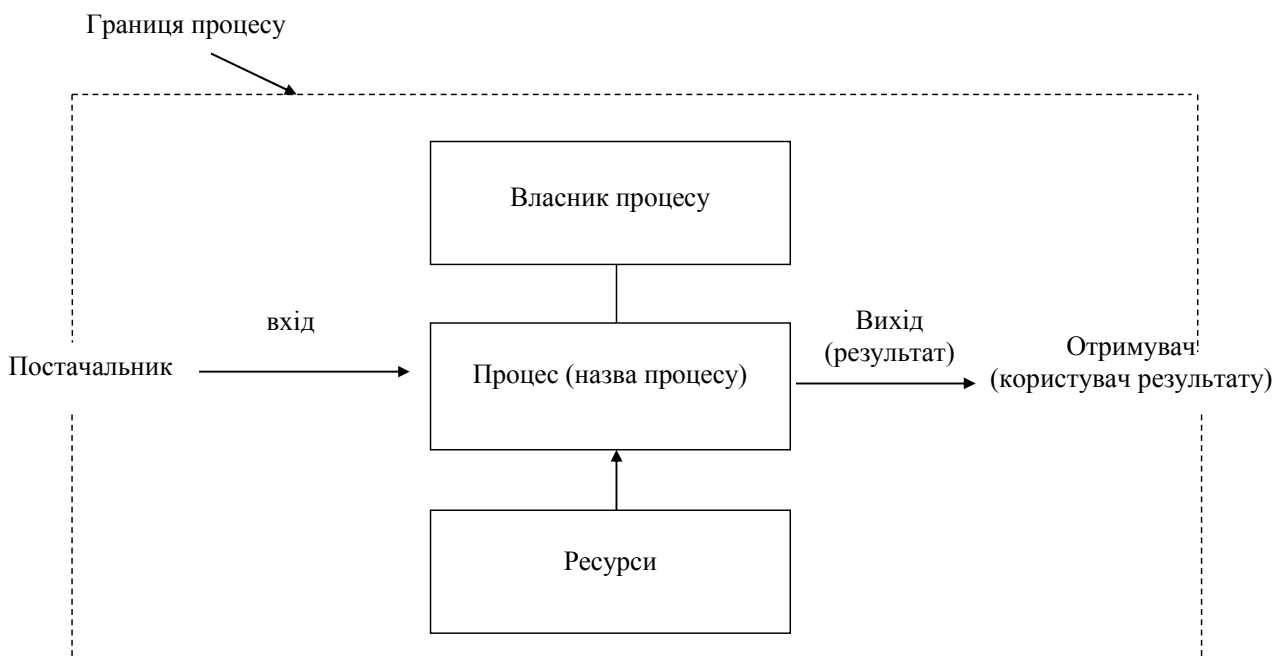 Границя процесу
Власник процесу
вхід
Вихід
(результат)
Постачальник
Процес (назва процесу)
Отримувач
(користувач результату)
Ресурси